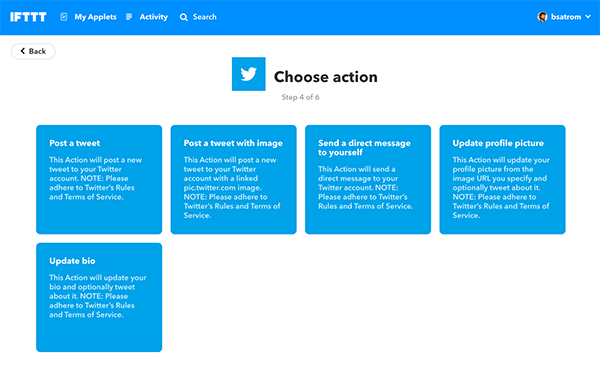 IFTTT My Applets Activity Search bsatrom
Back
Choose action
Step 4 of 6
Post a tweet
This Action will post a new
tweet to your Twitter
account. NOTE: Please
adhere to Twitter's Rules
and Terms of Service.
Post a tweet with image
This Action will post a new
tweet to your Twitter
account with a linked
pic.twitter.com image.
NOTE: Please adhere to
Twitter's Rules and Terms of
Service.
Send a direct message
to yourself
This Action will send a
direct message to your
Twitter account. NOTE:
Please adhere to Twitter's
Rules and Terms of Service.
Update profile picture
This Action will update your
profile picture from the
image URL you specify and
optionally tweet about it.
NOTE: Please adhere to
Twitter's Rules and Terms of
Service.
Update bio
This Action will update your
bio and optionally tweet
about it. NOTE: Please
adhere to Twitter's Rules
and Terms of Service.